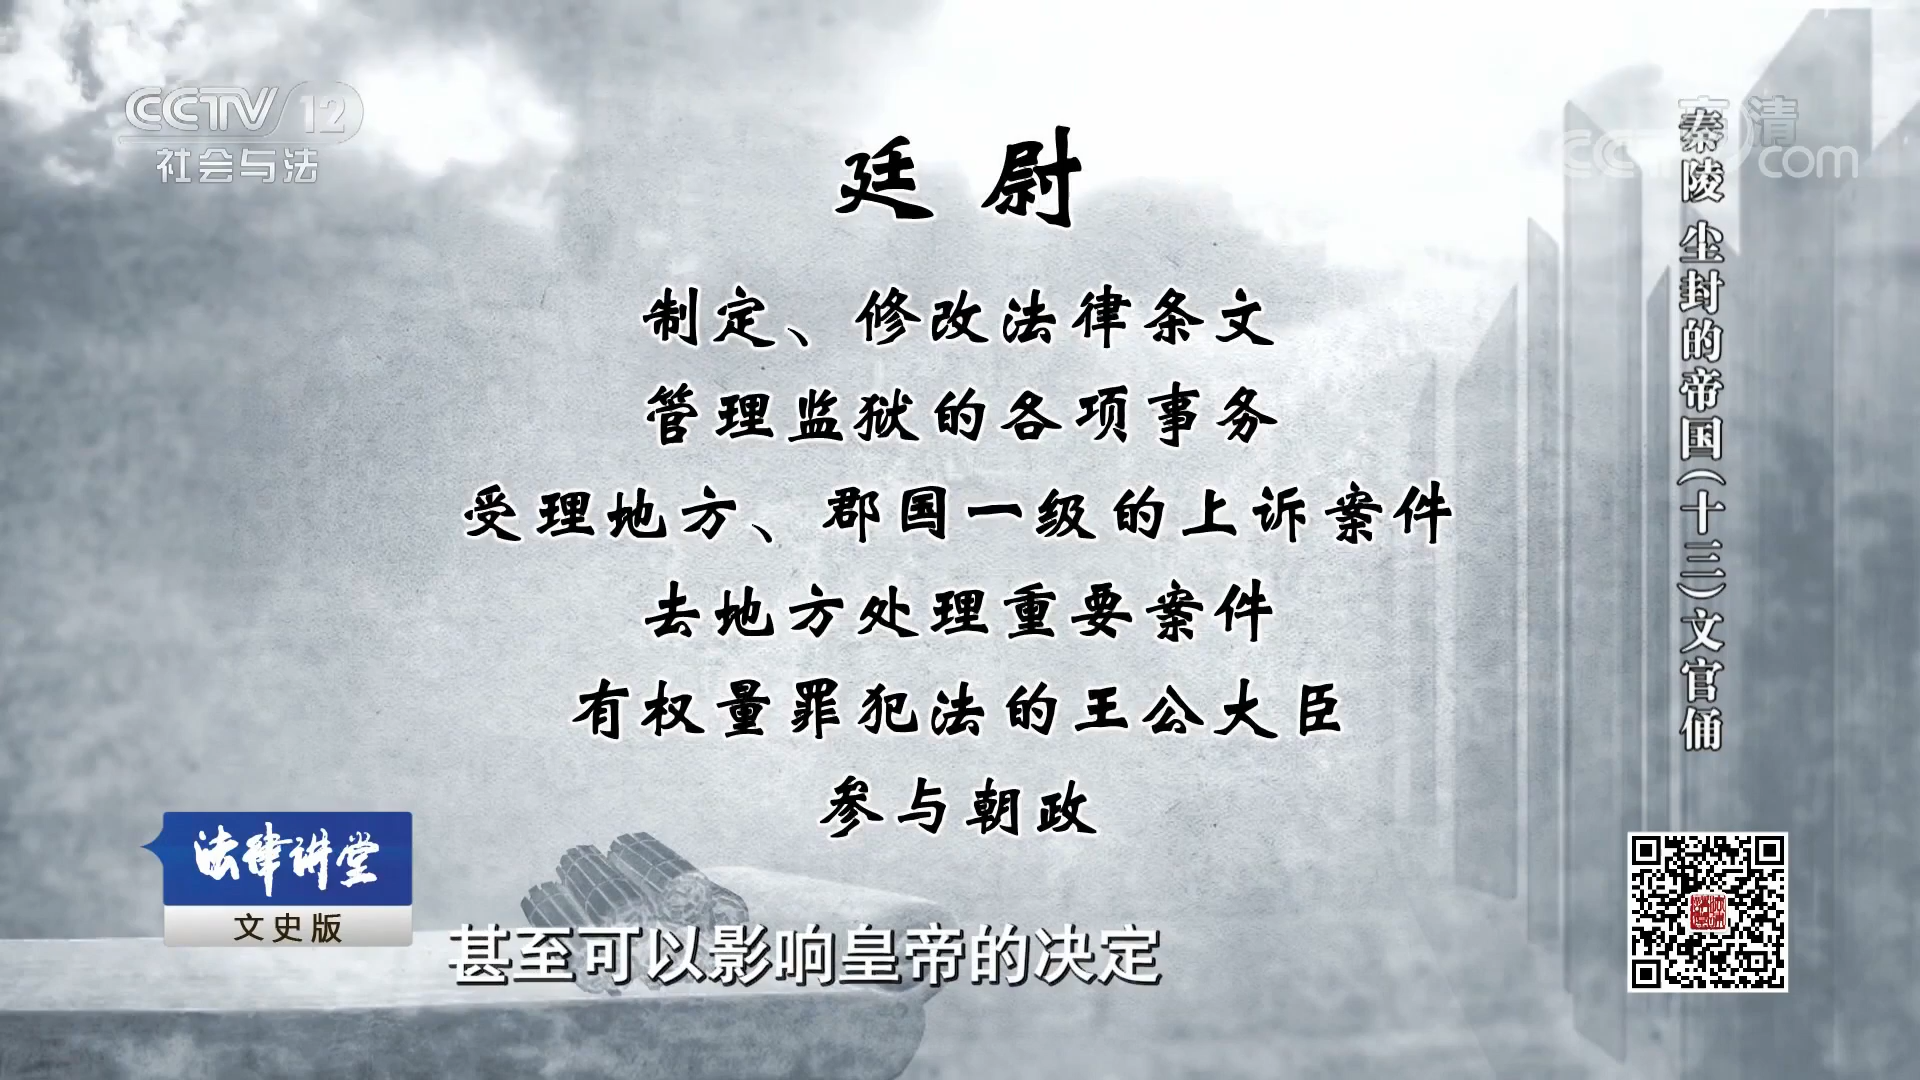 CCTV 12
社会与法
高清
CCTV com
廷尉
制定、修改法律条文
管理监狱的各项事务
受理地方、郡国一级的上诉案件
去地方处理重要案件
有权量罪犯法的王公大臣
参与朝政
秦陵 尘封的帝国(十三)文官俑
法律讲堂
文史版
甚至可以影响皇帝的决定